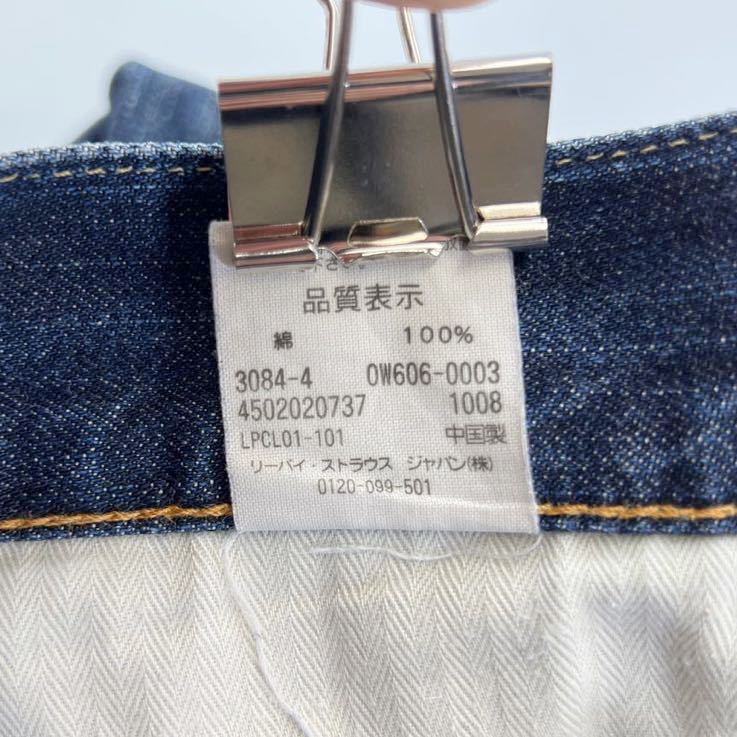 品質表示
綿 100%
3084-4 0W606-0003
4502020737 1008
LPCL01-101 中国製
リーバイ・ストラウス ジャパン(株)
0120-099-501